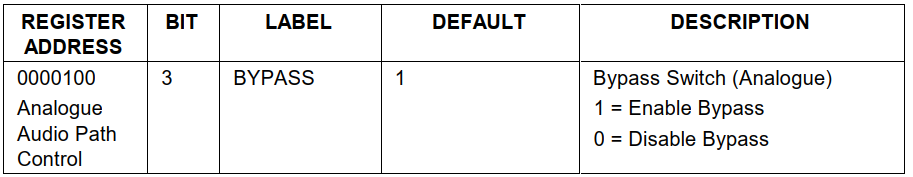 REGISTER ADDRESS BIT LABEL DEFAULT DESCRIPTION
0000100 3 BYPASS 1 Bypass Switch (Analogue)
Analogue 1 = Enable Bypass
Audio Path 0 = Disable Bypass
Control